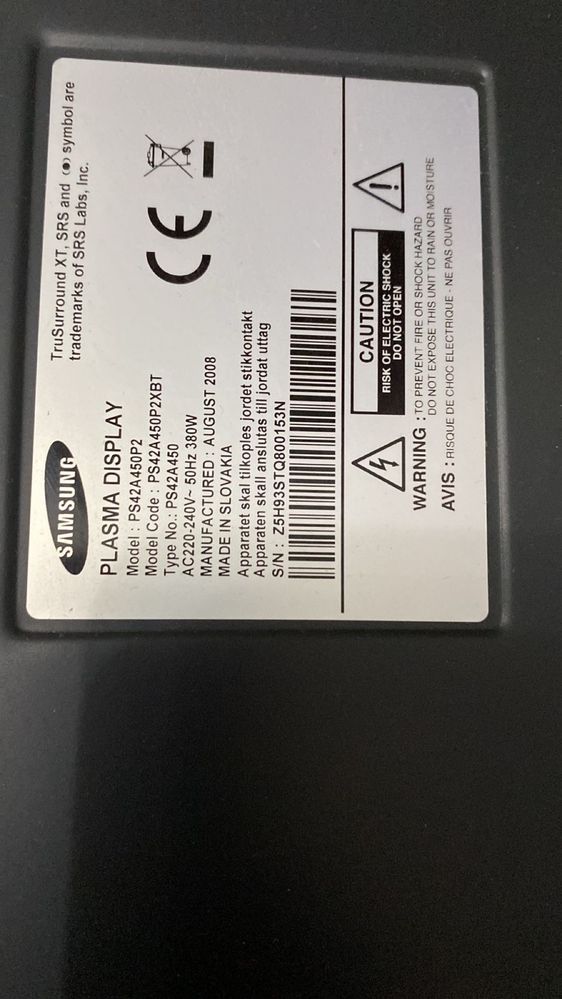 SAMSUNG
TruSurround XT, SRS and (●) symbol are
trademarks of SRS Labs, Inc.
PLASMA DISPLAY
Model : PS42A450P2
Model Code : PS42A450P2XBT
Type No.: PS42A450
AC220-240V~ 50Hz 380W
MANUFACTURED : AUGUST 2008
MADE IN SLOVAKIA
CE
Apparatet skal tilkoples jordet stikkontakt
Apparaten skall anslutas till jordat uttag
S/N : Z5H93STQ800153N
CAUTION
RISK OF ELECTRIC SHOCK
DO NOT OPEN
WARNING : TO PREVENT FIRE OR SHOCK HAZARD
DO NOT EXPOSE THIS UNIT TO RAIN OR MOISTURE
AVIS : RISQUE DE CHOC ELECTRIQUE - NE PAS OUVRIR